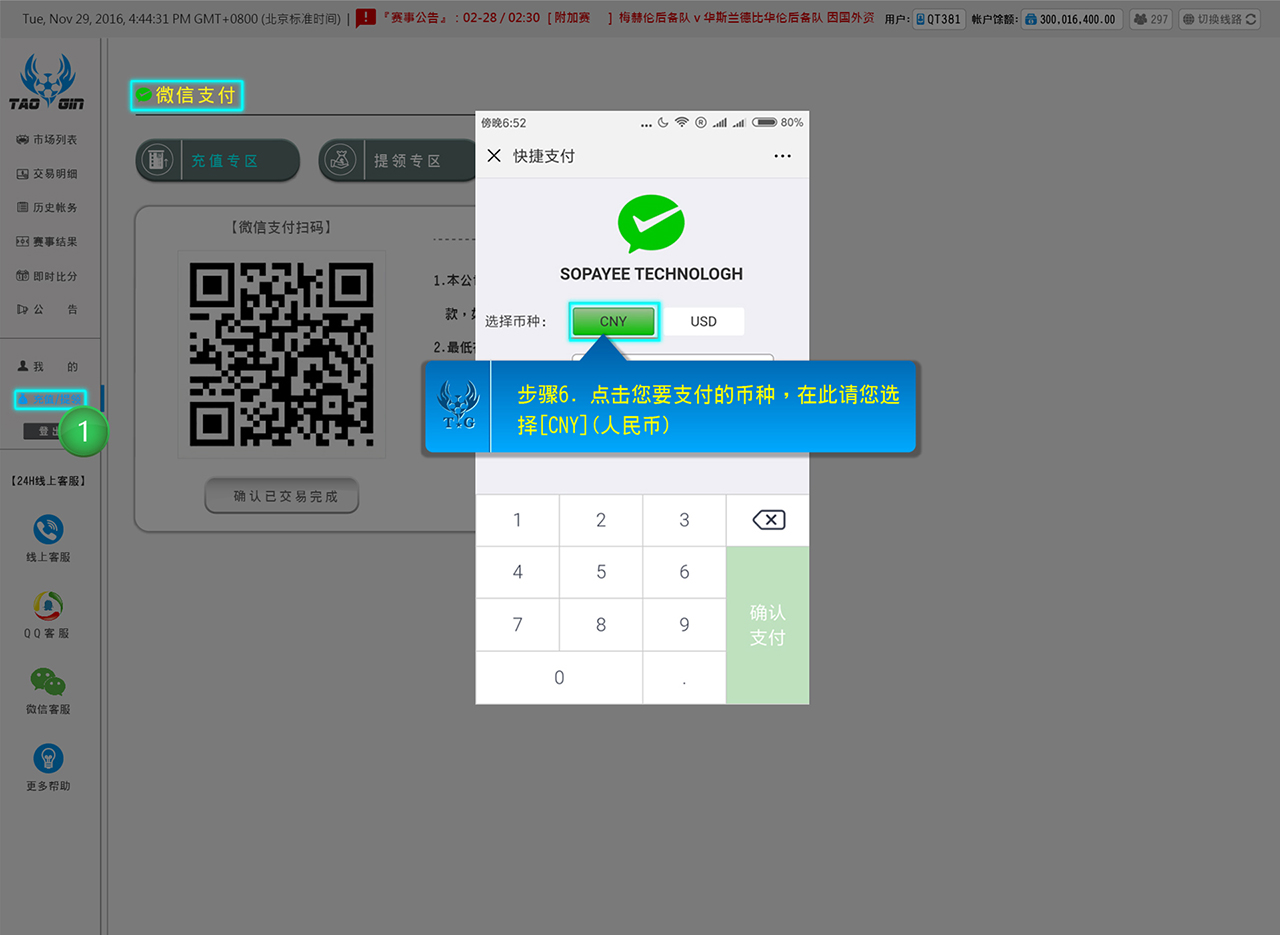 Tue, Nov 29, 2016, 4:44:31 PM GMT+0800 (北京标准时间) | 『赛事公告』 : 02-28 / 02:30 [ 附加赛 ] 梅赫伦后备队 v 华斯兰德比华伦后备队 因国外资 用户: QT381 帐户馀额: 300,016,400.00 297 切换线路
TAO GIN
微信支付
市场列表
交易明细
历史帐务
赛事结果
即时比分
公 告
我 的
充值/提领
登出
1
【24H线上客服】
线上客服
QQ客服
微信客服
更多帮助
充值专区
提领专区
【微信支付扫码】
确认已交易完成
1.本公
款，
2.最低
傍晚6:52 ... 80%
快捷支付
SOPAYEE TECHNOLOGH
选择币种: CNY USD
TG
步骤6. 点击您要支付的币种，在此请您选
择[CNY](人民币)
1 2 3
4 5 6
7 8 9
0 .
确认
支付